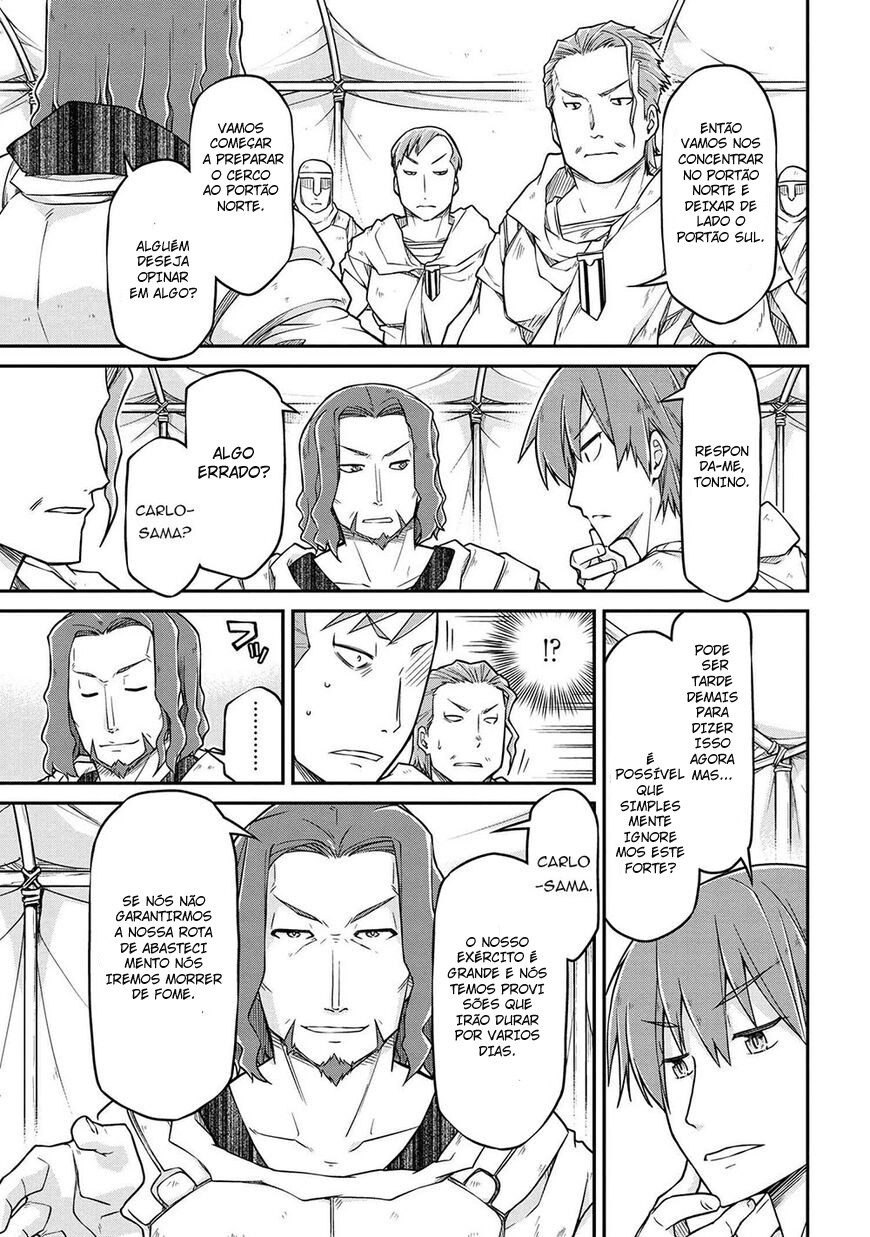 ENTÃO
VAMOS NOS
CONCENTRAR
NO PORTÃO
NORTE E
DEIXAR DE
LADO O
PORTÃO SUL.
VAMOS
COMEÇAR
A PREPARAR
O CERCO
AO PORTÃO
NORTE.
ALGUÉM
DESEJA
OPINAR
EM ALGO?
RESPON
DA-ME,
TONINO.
ALGO
ERRADO?
CARLO-
SAMA?
PODE
SER
TARDE
DEMAIS
PARA
DIZER
ISSO
AGORA
MAS...
É
POSSÍVEL
QUE
SIMPLES
MENTE
IGNORE
MOS ESTE
FORTE?
!?
フッ
.........
CARLO
-SAMA.
O NOSSO
EXÉRCITO É
GRANDE E NÓS
TEMOS PROVI
SÕES QUE
IRÃO DURAR
POR VARIOS
DIAS.
SE NÓS NÃO
GARANTIRMOS
A NOSSA ROTA
DE ABASTECI
MENTO NÓS
IREMOS MORRER
DE FOME.